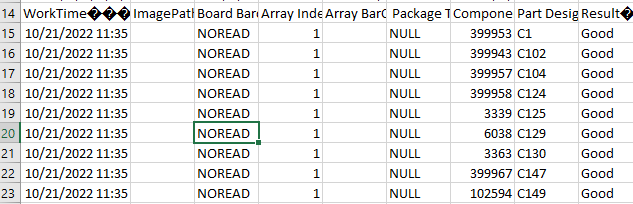 14 WorkTime��� ImagePath Board Bar Array Inde Array BarC Package T Compone Part Desig Result�
15 10/21/2022 11:35 NOREAD 1 NULL 399953 C1 Good
16 10/21/2022 11:35 NOREAD 1 NULL 399943 C102 Good
17 10/21/2022 11:35 NOREAD 1 NULL 399957 C104 Good
18 10/21/2022 11:35 NOREAD 1 NULL 399958 C124 Good
19 10/21/2022 11:35 NOREAD 1 NULL 3339 C125 Good
20 10/21/2022 11:35 NOREAD 1 NULL 6038 C129 Good
21 10/21/2022 11:35 NOREAD 1 NULL 3363 C130 Good
22 10/21/2022 11:35 NOREAD 1 NULL 399967 C147 Good
23 10/21/2022 11:35 NOREAD 1 NULL 102594 C149 Good